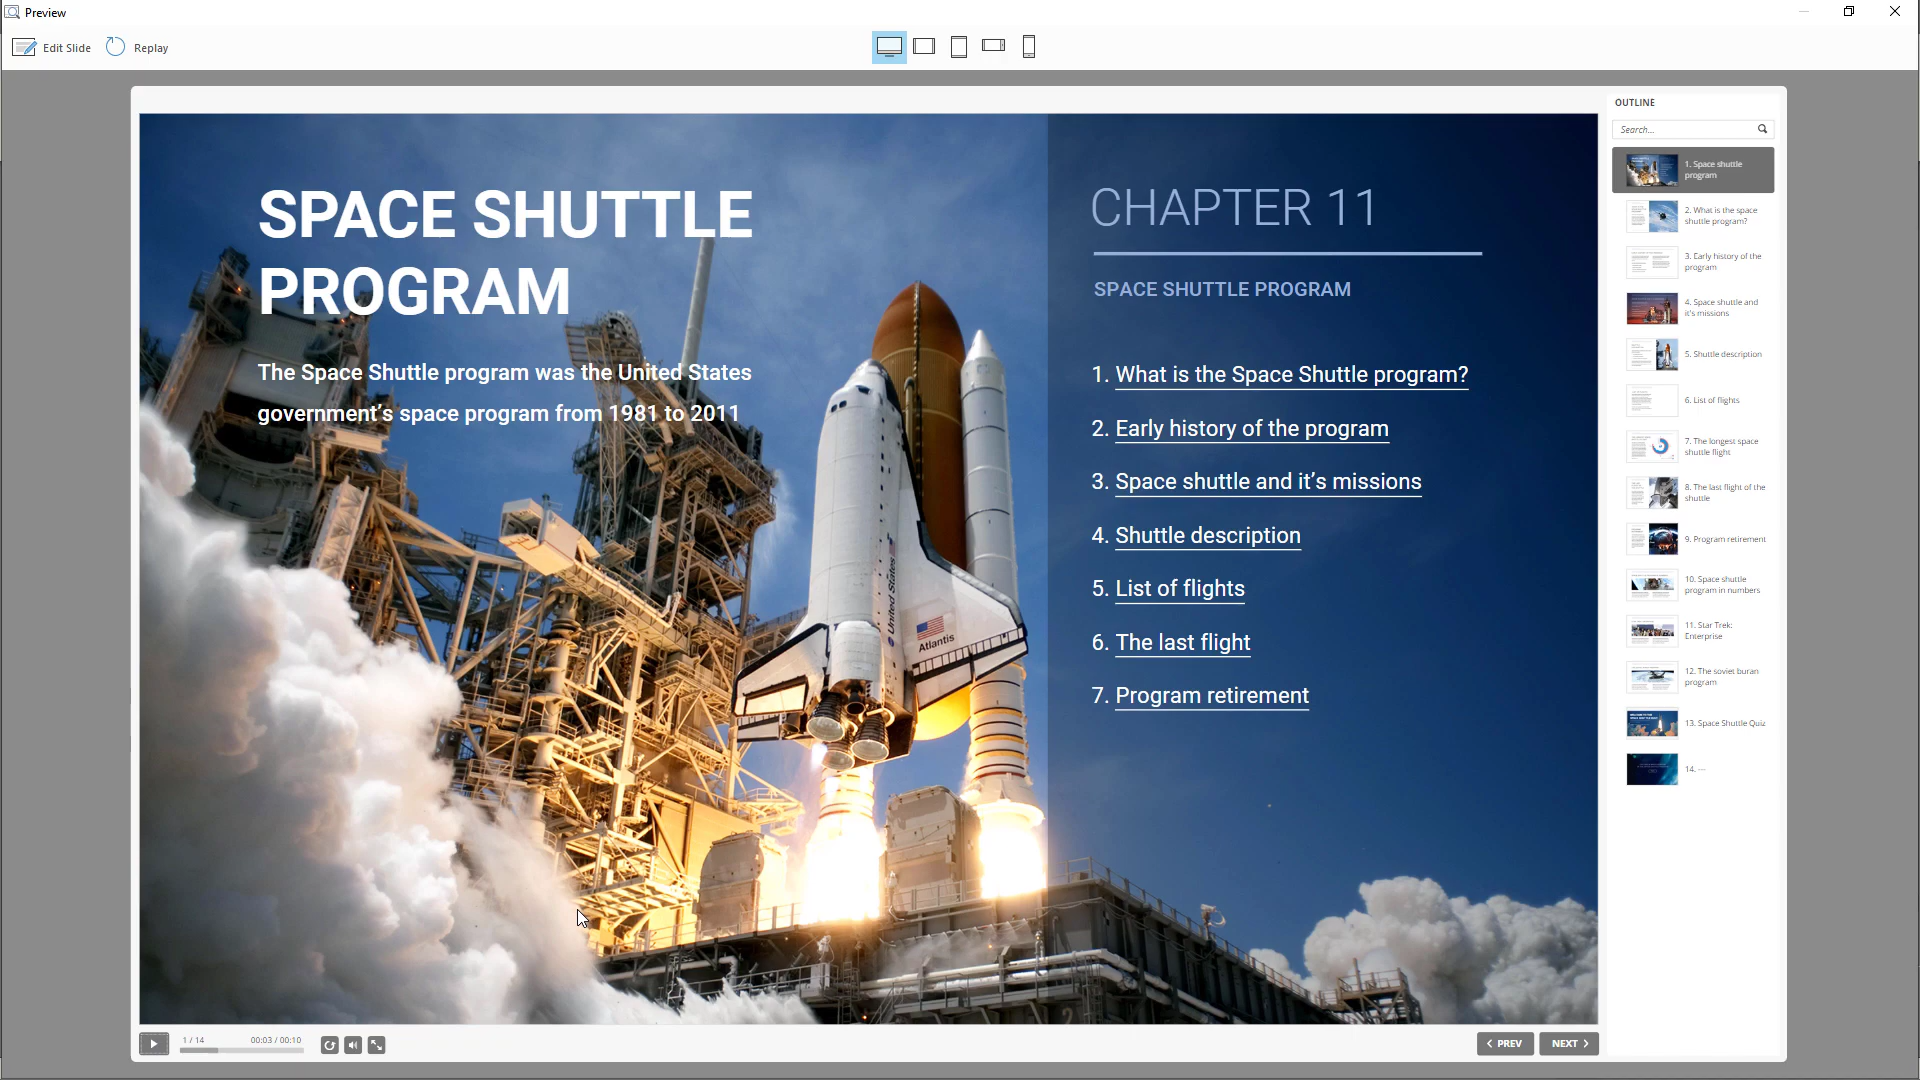 Preview
Edit Slide
Replay
SPACE SHUTTLE
PROGRAM
The Space Shuttle program was the United States
government’s space program from 1981 to 2011
United States
Atlantis
CHAPTER 11
SPACE SHUTTLE PROGRAM
1. What is the Space Shuttle program?
2. Early history of the program
3. Space shuttle and it’s missions
4. Shuttle description
5. List of flights
6. The last flight
7. Program retirement
OUTLINE
Search...
1. Space shuttle
program
2. What is the space
shuttle program?
3. Early history of the
program
4. Space shuttle and
it's missions
5. Shuttle description
6. List of flights
7. The longest space
shuttle flight
8. The last flight of the
shuttle
9. Program retirement
10. Space shuttle
program in numbers
11. Star Trek:
Enterprise
12. The soviet buran
program
13. Space Shuttle Quiz
14. ---
1 / 14
00:03 / 00:10
PREV
NEXT